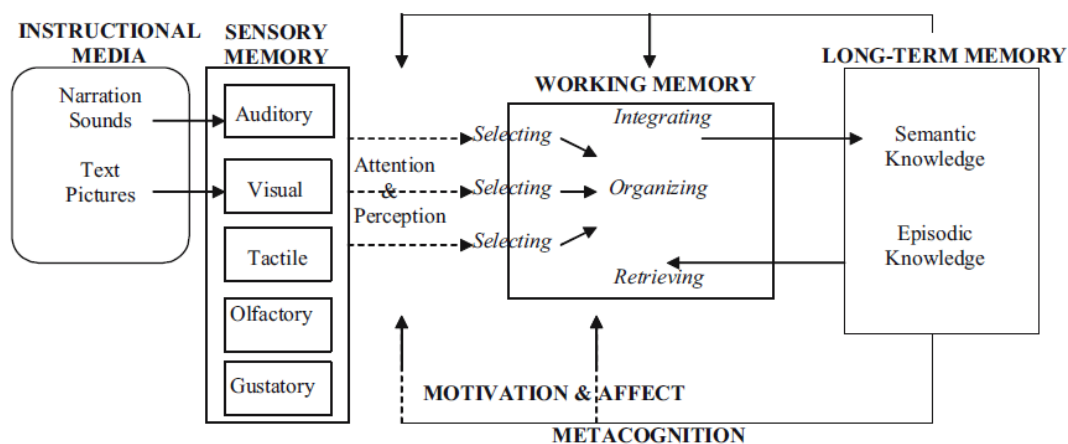 INSTRUCTIONAL
MEDIA
Narration
Sounds
Text
Pictures
SENSORY
MEMORY
Auditory
Visual
Tactile
Olfactory
Gustatory
Attention
&
Perception
Selecting
Selecting
Selecting
WORKING MEMORY
Integrating
Organizing
Retrieving
LONG-TERM MEMORY
Semantic
Knowledge
Episodic
Knowledge
MOTIVATION & AFFECT
METACOGNITION